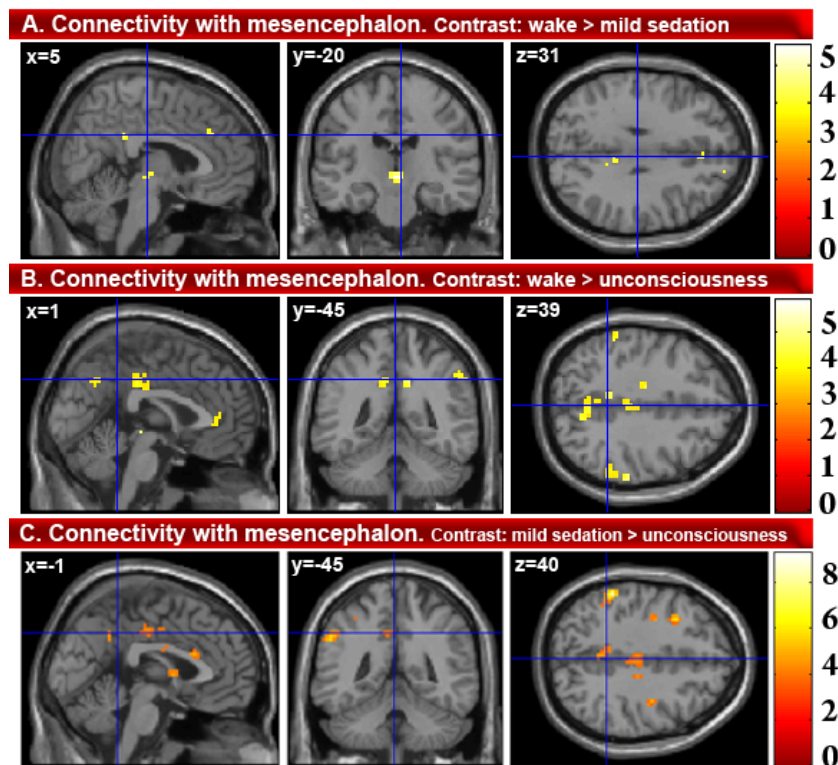 A. Connectivity with mesencephalon. Contrast: wake > mild sedation
x=5 y=-20 z=31
5
4
3
2
1
0
B. Connectivity with mesencephalon. Contrast: wake > unconsciousness
x=1 y=-45 z=39
5
4
3
2
1
0
C. Connectivity with mesencephalon. Contrast: mild sedation > unconsciousness
x=-1 y=-45 z=40
8
6
4
2
0